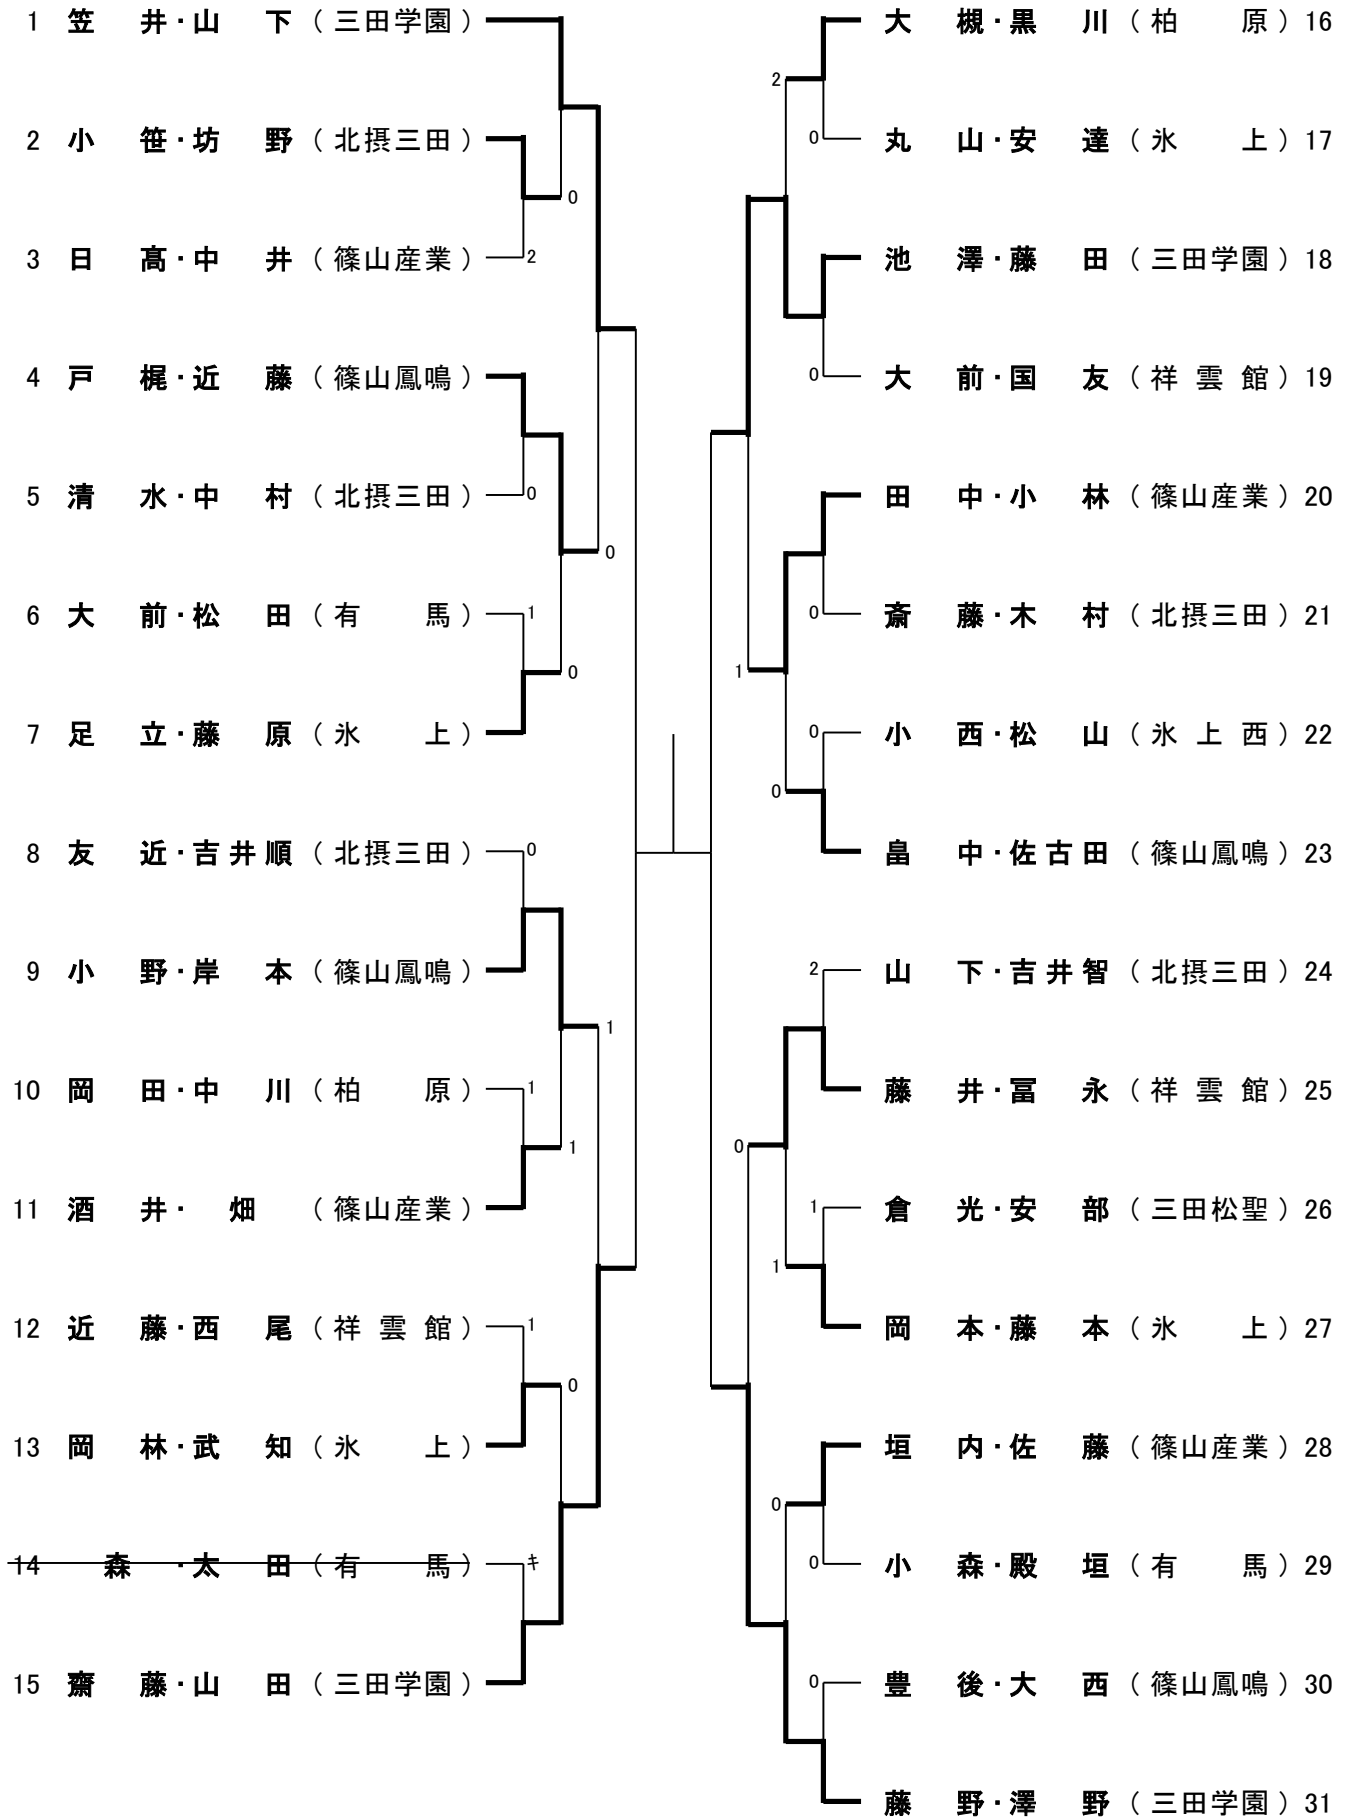 1 笠井・山下（三田学園）
2 小笹・坊野（北摂三田）
0
3 日髙・中井（篠山産業）2
4 戸梶・近藤（篠山鳳鳴）
5 清水・中村（北摂三田）0
0
6 大前・松田（有馬）1
0
7 足立・藤原（氷上）
8 友近・吉井順（北摂三田）0
9 小野・岸本（篠山鳳鳴）
1
10 岡田・中川（柏原）1
1
11 酒井・畑（篠山産業）
12 近藤・西尾（祥雲館）1
0
13 岡林・武知（氷上）
14 森・太田（有馬）キ
15 齋藤・山田（三田学園）
大槻・黒川（柏原）16
2
0 丸山・安達（氷上）17
池澤・藤田（三田学園）18
0 大前・国友（祥雲館）19
田中・小林（篠山産業）20
0 斎藤・木村（北摂三田）21
1
0 小西・松山（氷上西）22
0
畠中・佐古田（篠山鳳鳴）23
2 山下・吉井智（北摂三田）24
藤井・冨永（祥雲館）25
0
1 倉光・安部（三田松聖）26
1
岡本・藤本（氷上）27
垣内・佐藤（篠山産業）28
0
0 小森・殿垣（有馬）29
0 豊後・大西（篠山鳳鳴）30
藤野・澤野（三田学園）31